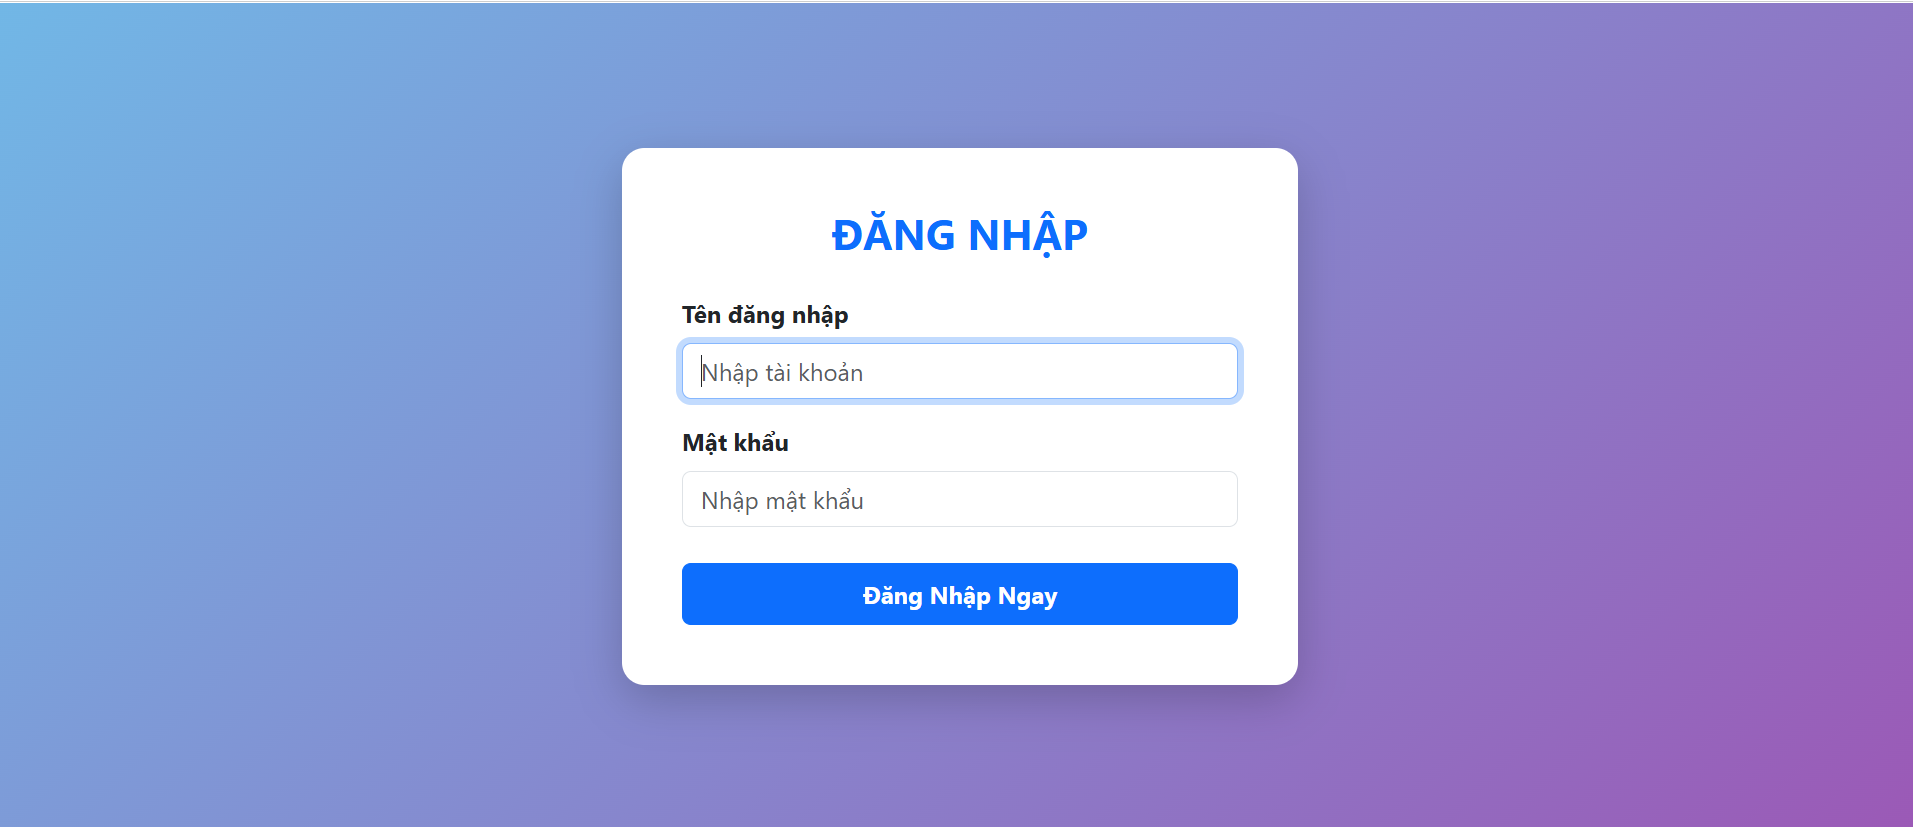 ĐĂNG NHẬP
Tên đăng nhập
Nhập tài khoản
Mật khẩu
Nhập mật khẩu
Đăng Nhập Ngay